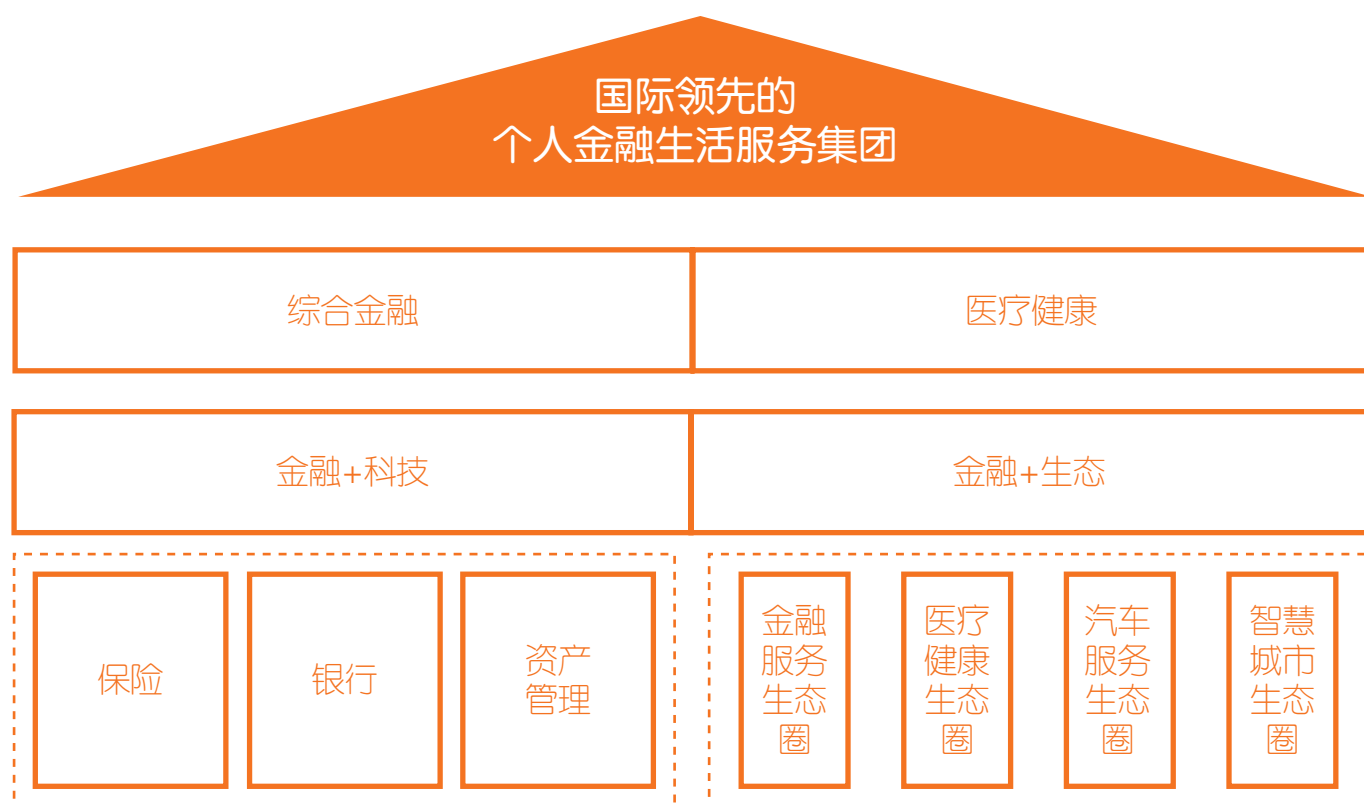 国际领先的
个人金融生活服务集团
综合金融
医疗健康
金融+科技
金融+生态
保险
银行
资产
管理
金融
服务
生态
圈
医疗
健康
生态
圈
汽车
服务
生态
圈
智慧
城市
生态
圈